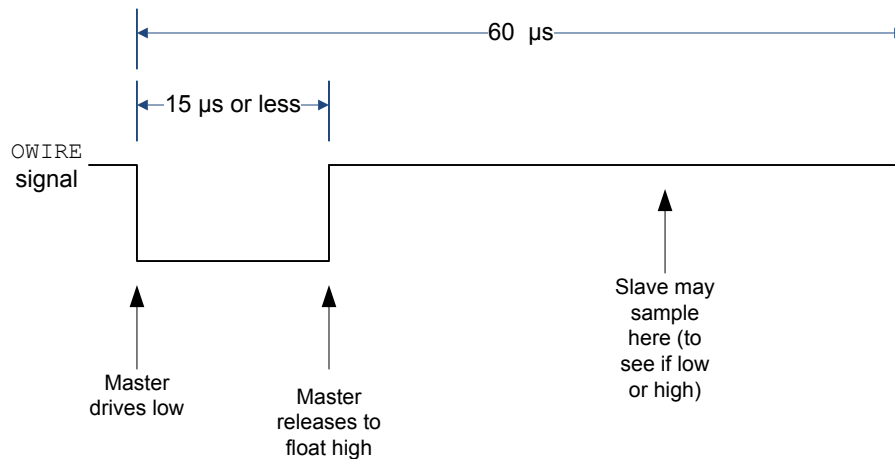 60 µs
15 µs or less
OWIRE
signal
Slave may
sample
here (to
see if low
or high)
Master
drives low
Master
releases to
float high